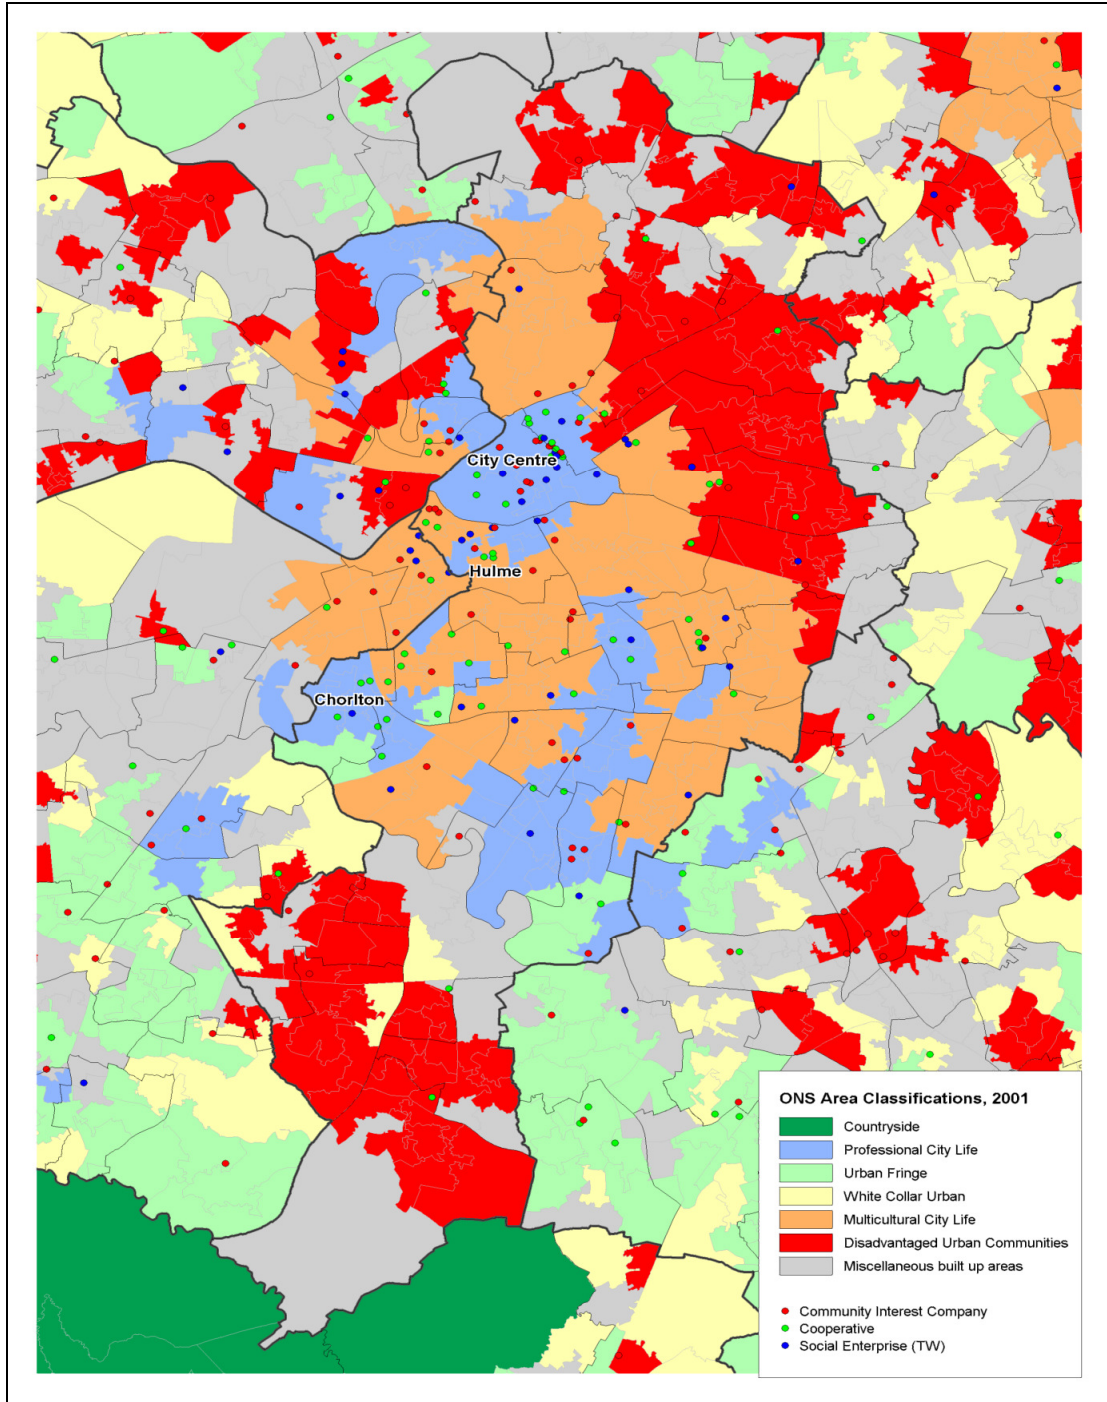 City Centre
Hulme
Chorlton
ONS Area Classifications, 2001
Countryside
Professional City Life
Urban Fringe
White Collar Urban
Multicultural City Life
Disadvantaged Urban Communities
Miscellaneous built up areas
Community Interest Company
Cooperative
Social Enterprise (TW)